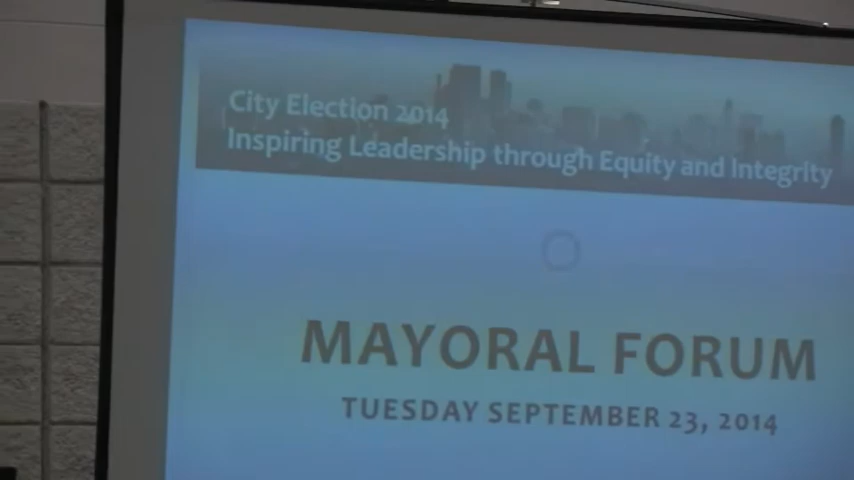 City Election 2014
Inspiring Leadership through Equity and Integrity
MAYORAL FORUM
TUESDAY SEPTEMBER 23, 2014